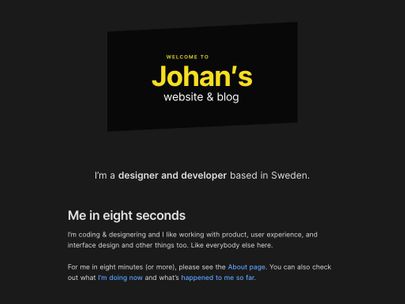 WELCOME TO
Johan's
website & blog
I'm a designer and developer based in Sweden.
Me in eight seconds
I'm coding & designering and I like working with product, user experience, and
interface design and other things too. Like everybody else here.
For me in eight minutes (or more), please see the About page. You can also check
out what I'm doing now and what's happened to me so far.